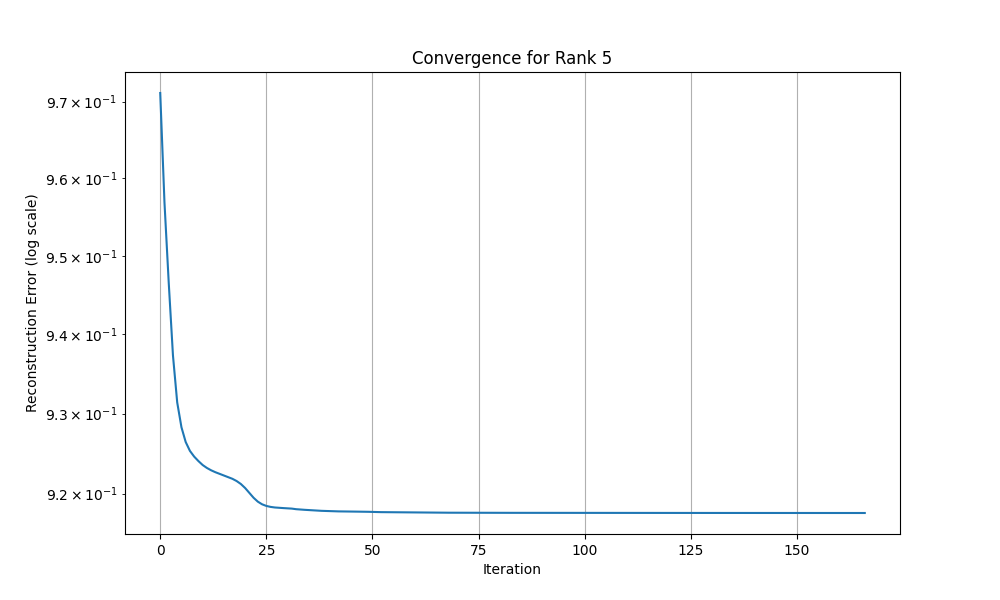 Convergence for Rank 5
Reconstruction Error (log scale)
9.7 × 10⁻¹
9.6 × 10⁻¹
9.5 × 10⁻¹
9.4 × 10⁻¹
9.3 × 10⁻¹
9.2 × 10⁻¹
0 25 50 75 100 125 150
Iteration